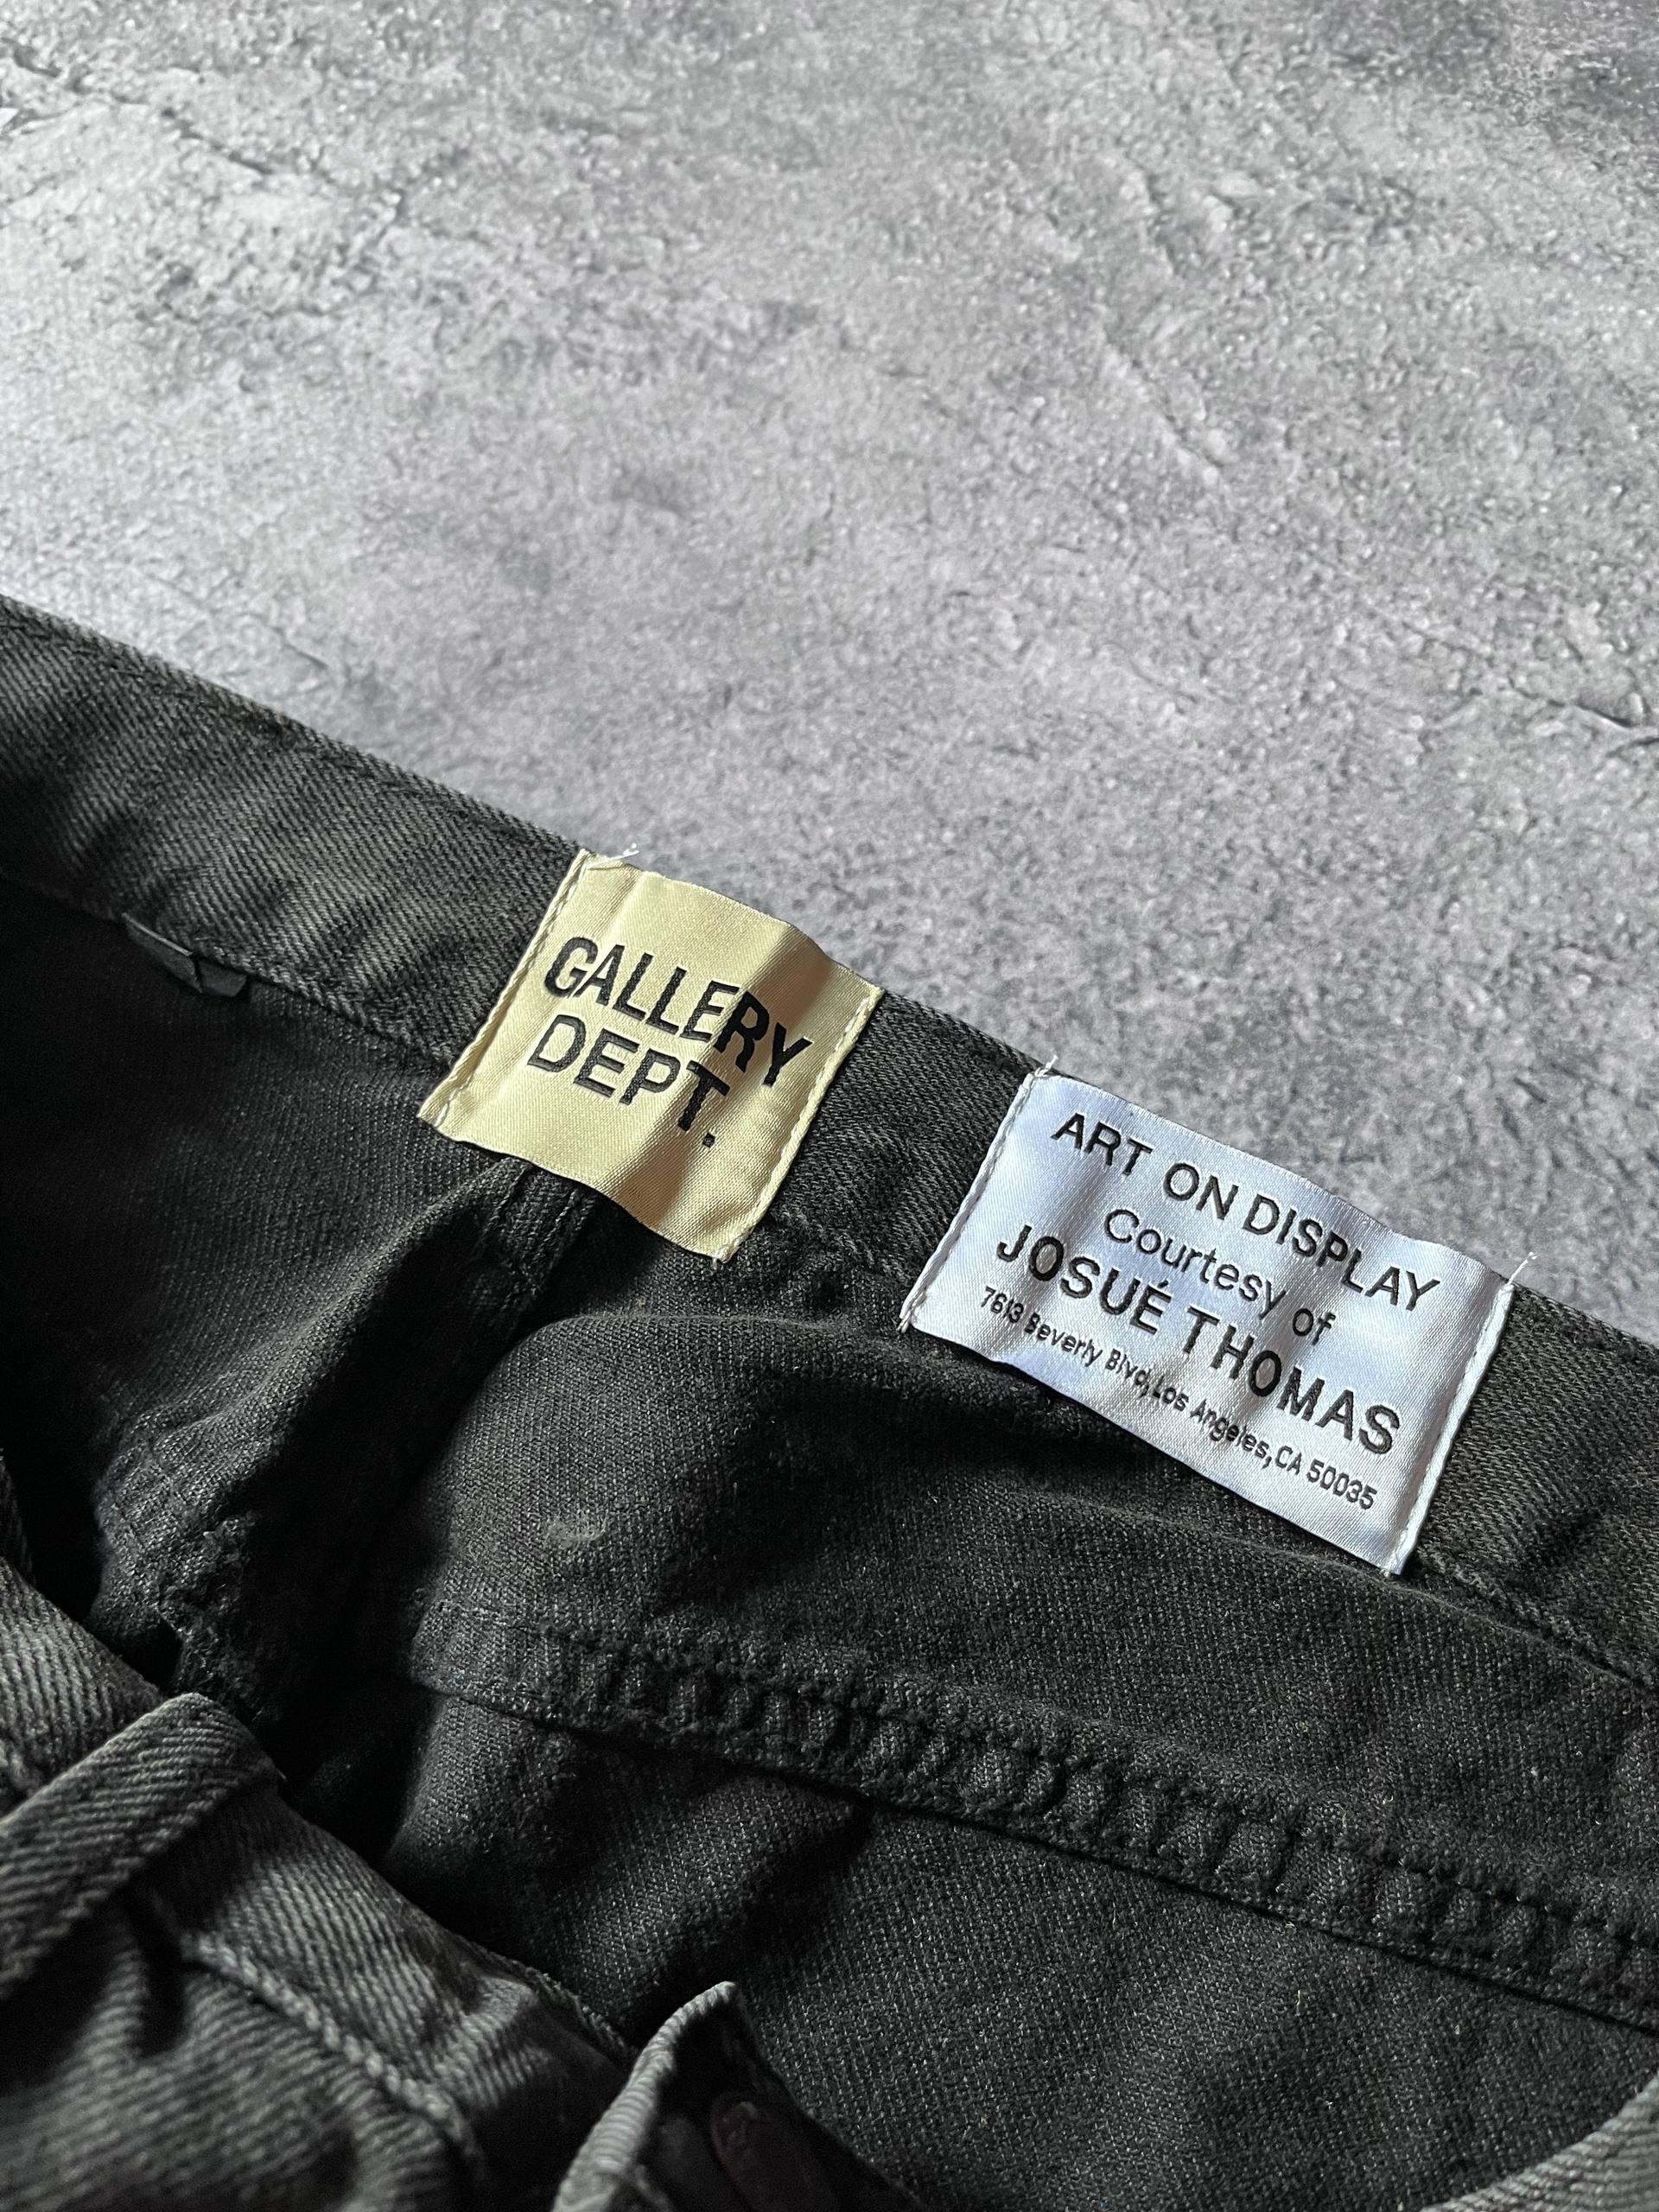 GALLERY
DEPT.
ART ON DISPLAY
Courtesy of
JOSUÉ THOMAS
7613 Beverly Blvd, Los Angeles, CA 50035